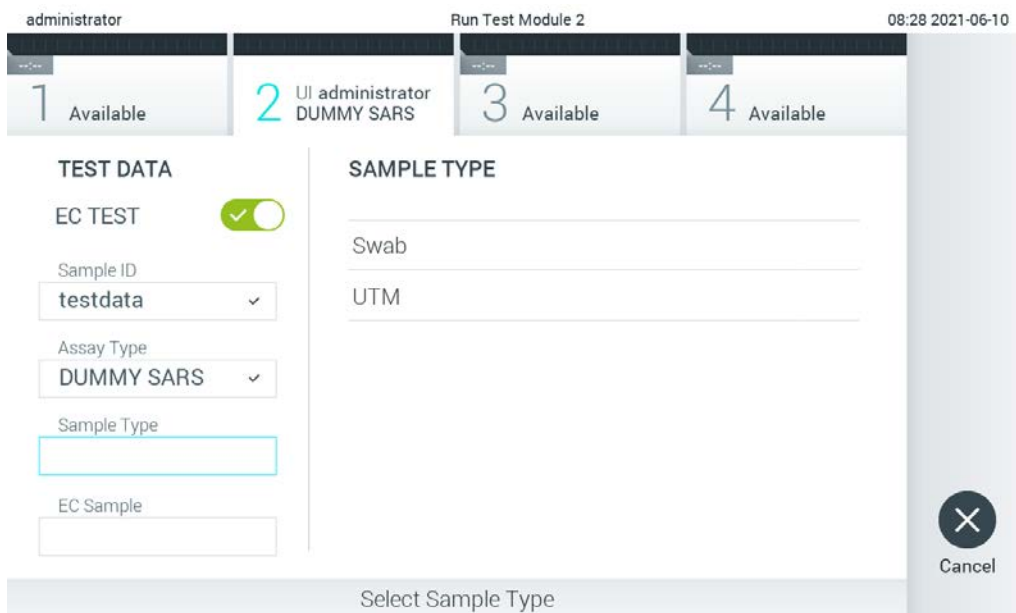 administrator Run Test Module 2 08:28 2021-06-10
--:-- --:-- --:--
1 Available
2 UI administrator
DUMMY SARS
3 Available
4 Available
TEST DATA
EC TEST
Sample ID
testdata
Assay Type
DUMMY SARS
Sample Type
EC Sample
SAMPLE TYPE
Swab
UTM
Cancel
Select Sample Type